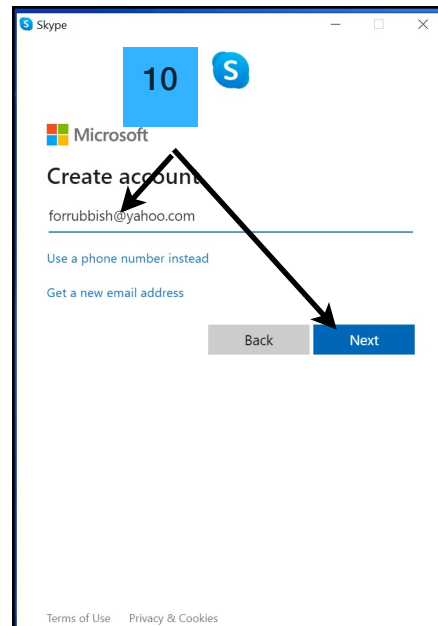 Skype
10
Microsoft
Create account
forrubbish@yahoo.com
Use a phone number instead
Get a new email address
Back Next
Terms of Use Privacy & Cookies